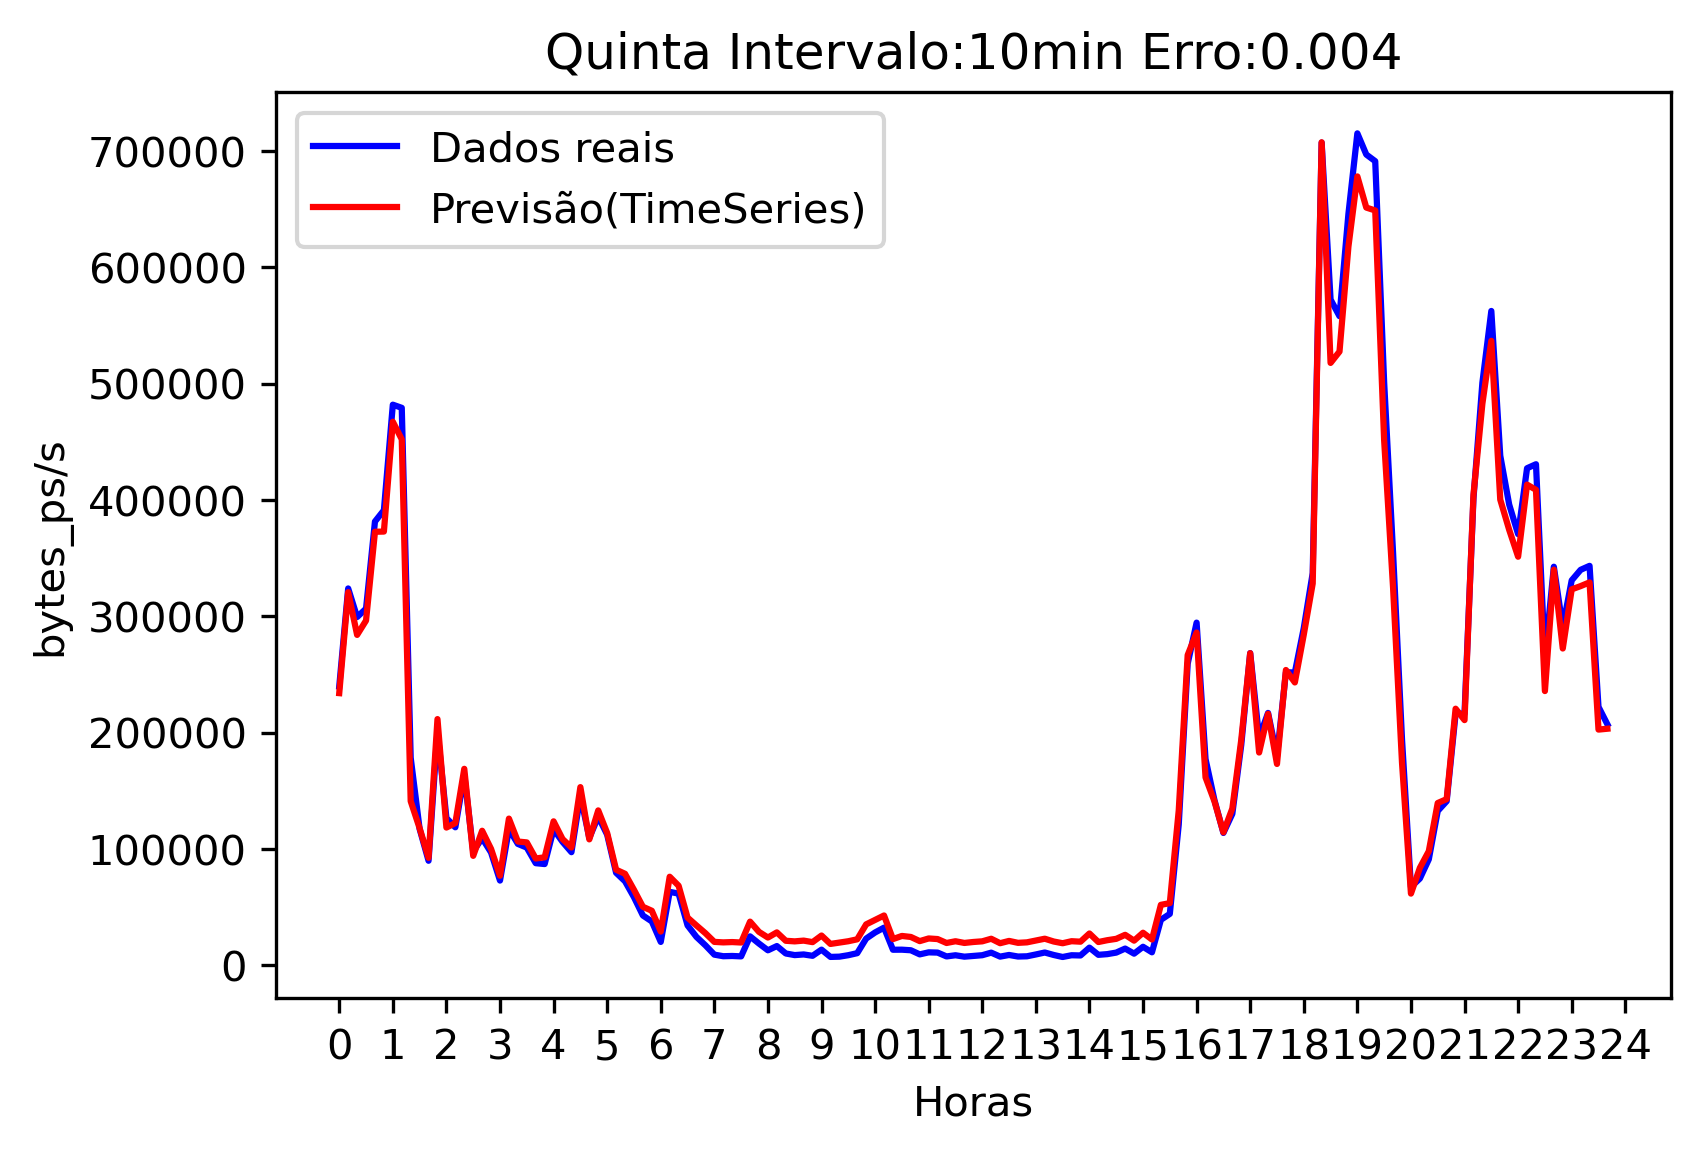 Quinta Intervalo:10min Erro:0.004
Dados reais
Previsão(TimeSeries)
700000
600000
500000
400000
300000
200000
100000
0
bytes_ps/s
0 1 2 3 4 5 6 7 8 9 10 11 12 13 14 15 16 17 18 19 20 21 22 23 24
Horas